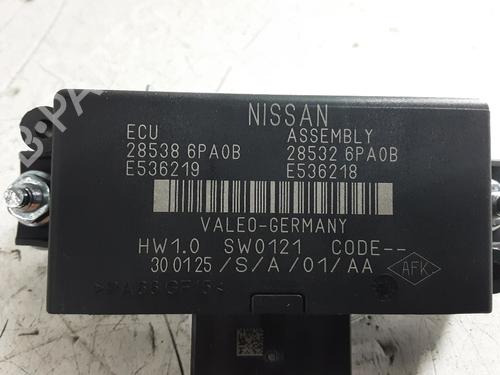 NISSAN
ECU ASSEMBLY
28538 6PA0B 28532 6PA0B
E536219 E536218
VALEO-GERMANY
HW1.0 SW0121 CODE--
300125/S/A/01/AA AFK